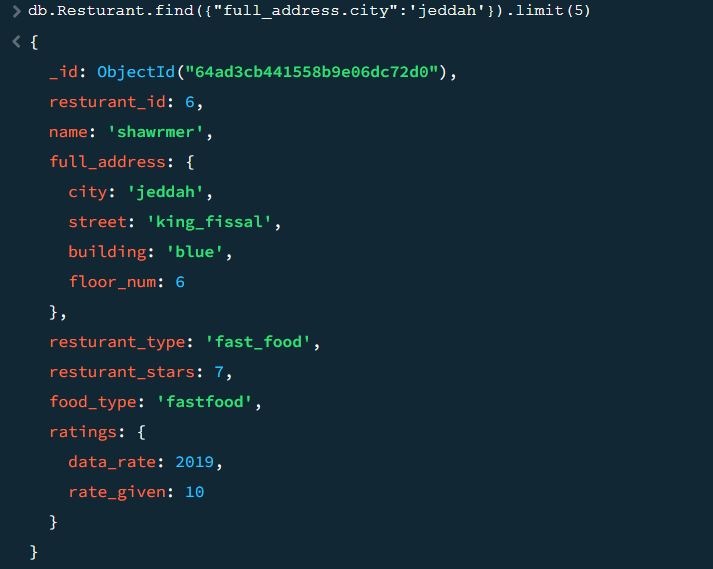 > db.Resturant.find({"full_address.city":'jeddah'}).limit(5)
< {
_id: ObjectId("64ad3cb441558b9e06dc72d0"),
resturant_id: 6,
name: 'shawrmer',
full_address: {
city: 'jeddah',
street: 'king_fissal',
building: 'blue',
floor_num: 6
},
resturant_type: 'fast_food',
resturant_stars: 7,
food_type: 'fastfood',
ratings: {
data_rate: 2019,
rate_given: 10
}
}